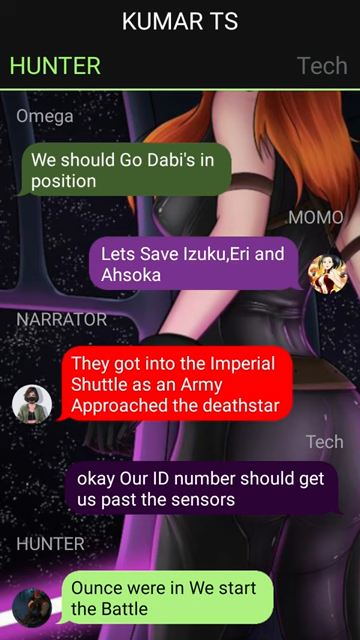 KUMAR TS
HUNTER
Tech
Omega
We should Go Dabi's in
position
MOMO
Lets Save Izuku,Eri and
Ahsoka
NARRATOR
They got into the Imperial
Shuttle as an Army
Approached the deathstar
Tech
okay Our ID number should get
us past the sensors
HUNTER
Ounce were in We start
the Battle